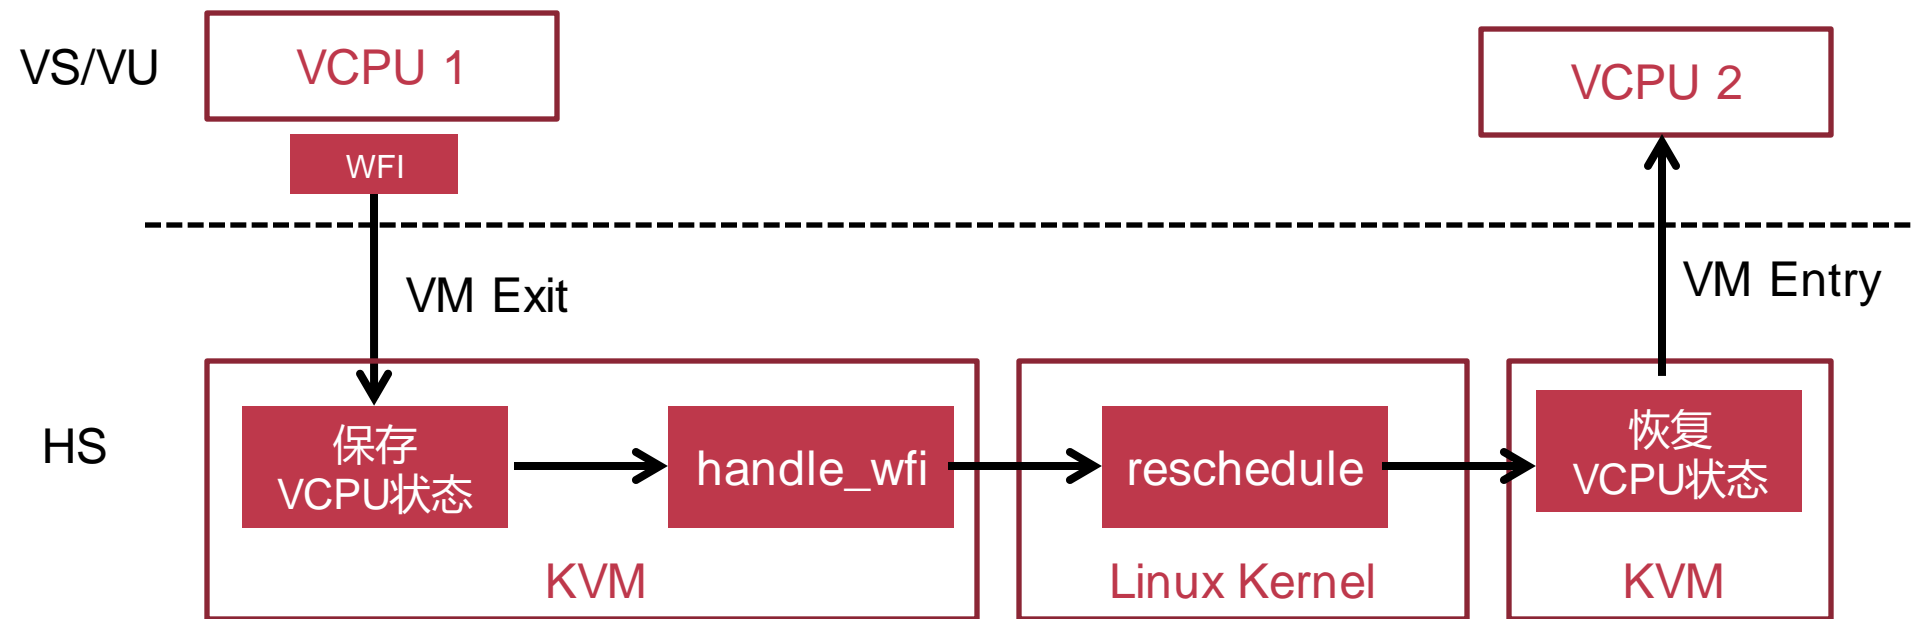 VS/VU
VCPU 1
VCPU 2
WFI
VM Exit
VM Entry
HS
保存
VCPU状态
handle_wfi
reschedule
恢复
VCPU状态
KVM
Linux Kernel
KVM